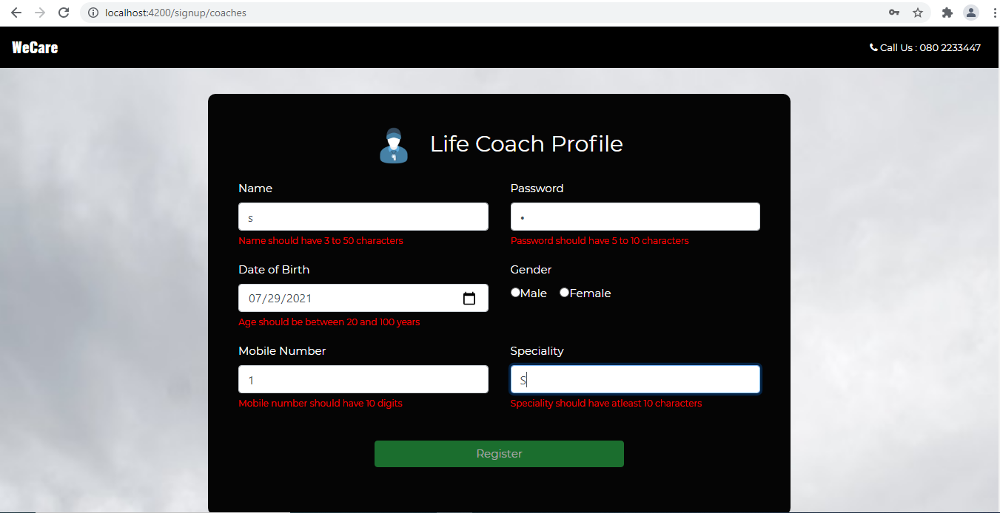 localhost:4200/signup/coaches
WeCare
Call Us : 080 2233447
Life Coach Profile
Name
Password
s
•
Name should have 3 to 50 characters
Password should have 5 to 10 characters
Date of Birth
Gender
07/29/2021
Male Female
Age should be between 20 and 100 years
Mobile Number
Speciality
1
S
Mobile number should have 10 digits
Speciality should have atleast 10 characters
Register